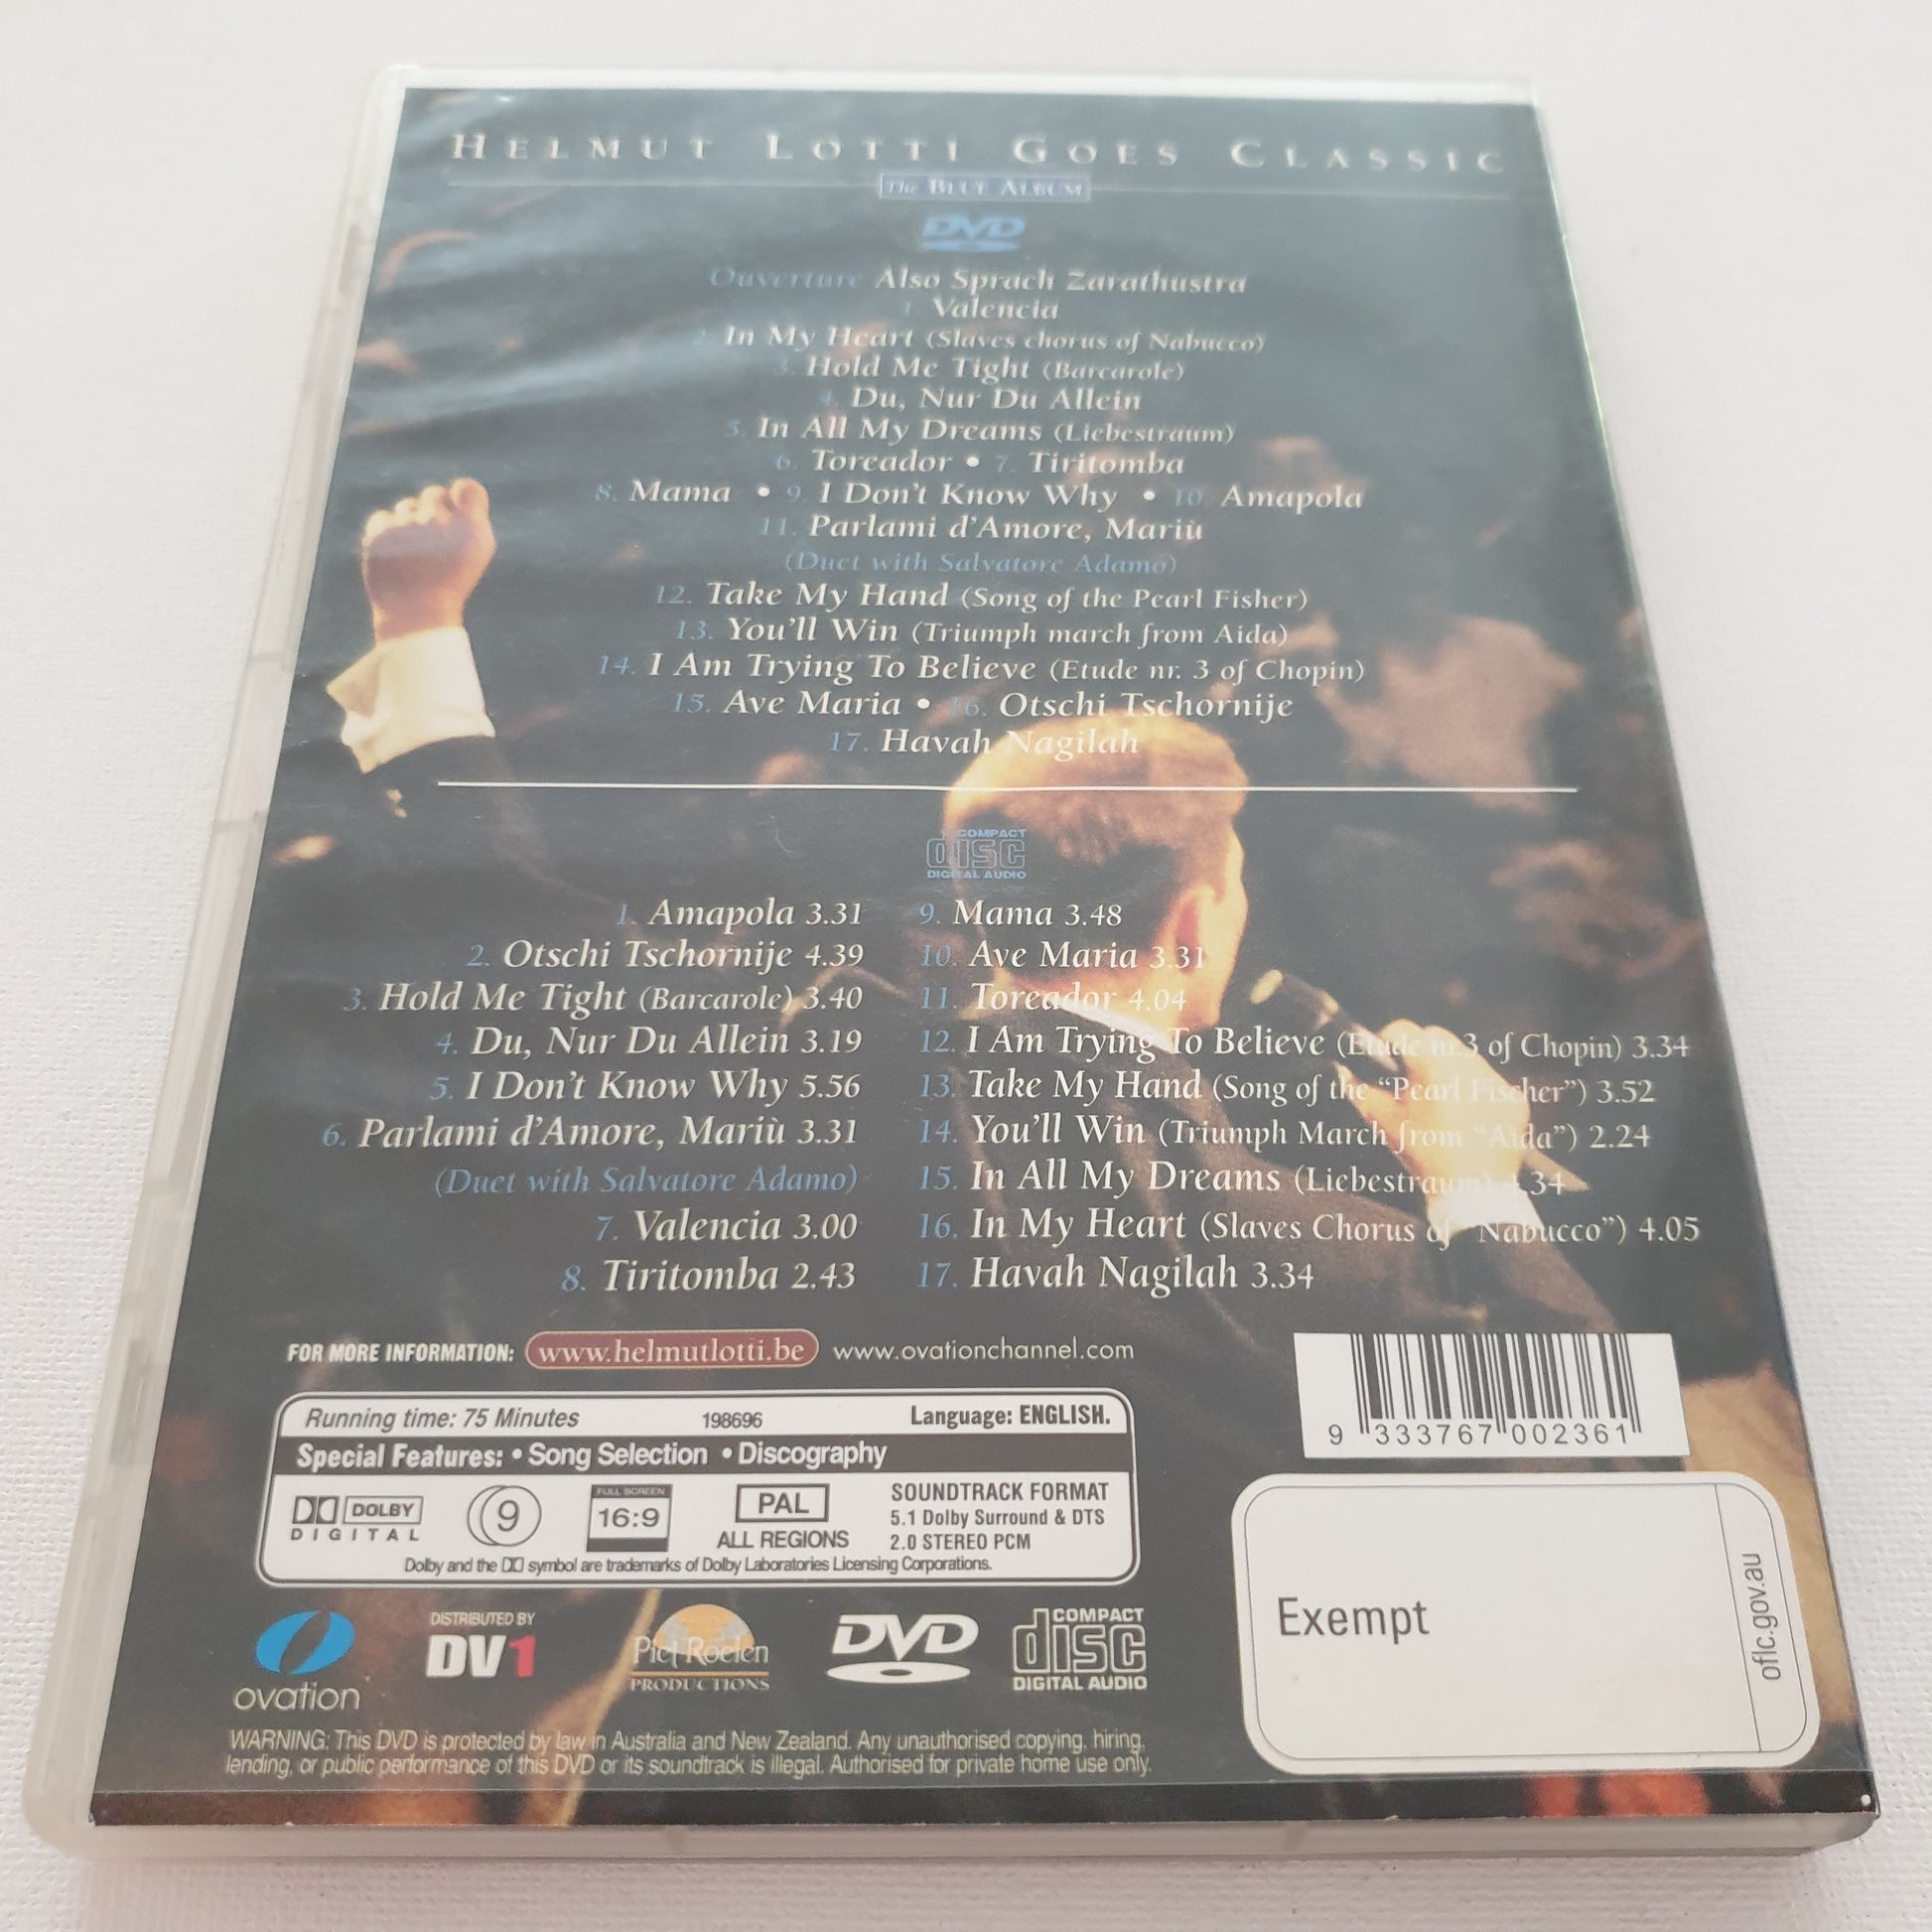 HELMUT LOTTI GOES CLASSIC
The BLUE ALBUM
DVD
Ouverture Also Sprach Zarathustra
1. Valencia
2. In My Heart (Slaves chorus of Nabucco)
3. Hold Me Tight (Barcarole)
4. Du, Nur Du Allein
5. In All My Dreams (Liebestraum)
6. Toreador • 7. Tiritomba
8. Mama • 9. I Don't Know Why • 10. Amapola
11. Parlami d'Amore, Mariù
(Duet with Salvatore Adamo)
12. Take My Hand (Song of the Pearl Fisher)
13. You'll Win (Triumph march from Aida)
14. I Am Trying To Believe (Etude nr. 3 of Chopin)
15. Ave Maria • 16. Otschi Tschornije
17. Havah Nagilah
COMPACT
disc
DIGITAL AUDIO
1. Amapola 3.31
2. Otschi Tschornije 4.39
3. Hold Me Tight (Barcarole) 3.40
4. Du, Nur Du Allein 3.19
5. I Don't Know Why 5.56
6. Parlami d'Amore, Mariù 3.31
(Duet with Salvatore Adamo)
7. Valencia 3.00
8. Tiritomba 2.43
9. Mama 3.48
10. Ave Maria 3.31
11. Toreador 4.04
12. I Am Trying To Believe (Etude nr.3 of Chopin) 3.34
13. Take My Hand (Song of the "Pearl Fischer") 3.52
14. You'll Win (Triumph March from "Aida") 2.24
15. In All My Dreams (Liebestraum)
16. In My Heart (Slaves Chorus of "Nabucco") 4.05
17. Havah Nagilah 3.34
FOR MORE INFORMATION: www.helmutlotti.be www.ovationchannel.com
Running time: 75 Minutes 198696 Language: ENGLISH.
Special Features: • Song Selection • Discography
DOLBY
DIGITAL
9
FULL SCREEN
16:9
PAL
ALL REGIONS
SOUNDTRACK FORMAT
5.1 Dolby Surround & DTS
2.0 STEREO PCM
Dolby and the DD symbol are trademarks of Dolby Laboratories Licensing Corporations.
9 333767 002361
Exempt
oflc.gov.au
ovation
DISTRIBUTED BY
DV1
Piet Roelen
PRODUCTIONS
DVD
COMPACT
disc
DIGITAL AUDIO
WARNING: This DVD is protected by law in Australia and New Zealand. Any unauthorised copying, hiring,
lending, or public performance of this DVD or its soundtrack is illegal. Authorised for private home use only.